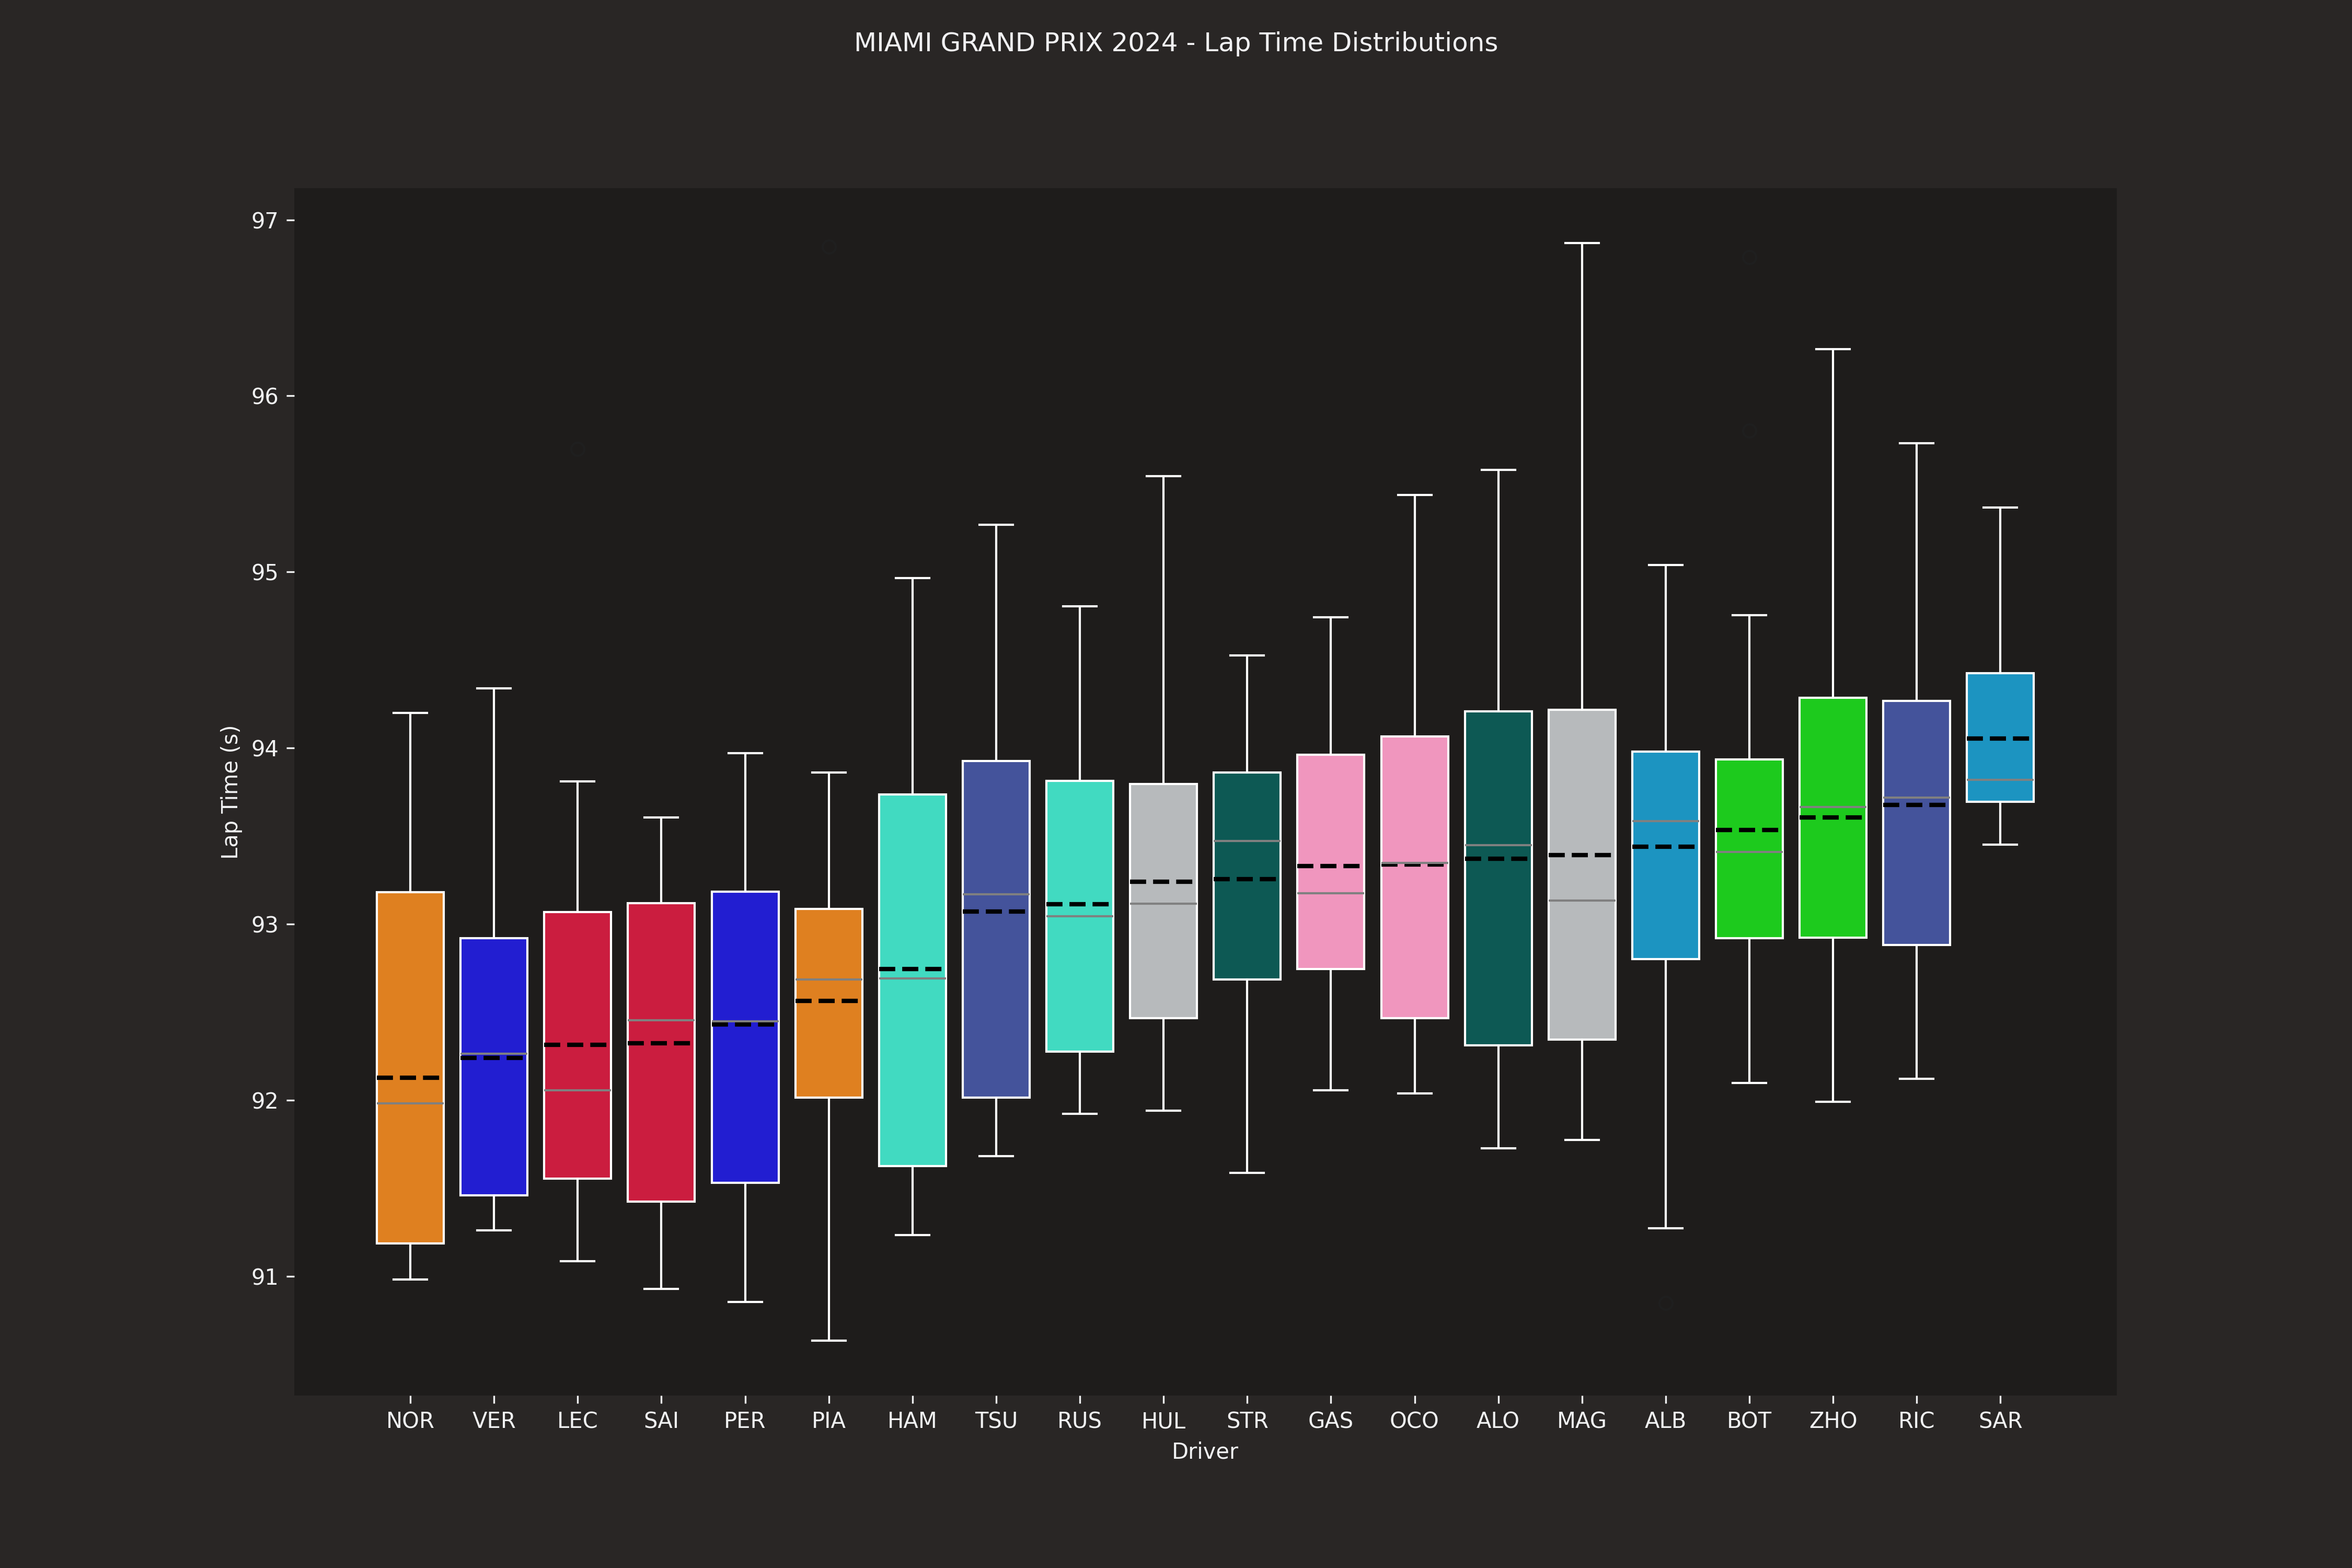 MIAMI GRAND PRIX 2024 - Lap Time Distributions
97
96
95
94
93
92
91
Lap Time (s)
NOR VER LEC SAI PER PIA HAM TSU RUS HUL STR GAS OCO ALO MAG ALB BOT ZHO RIC SAR
Driver